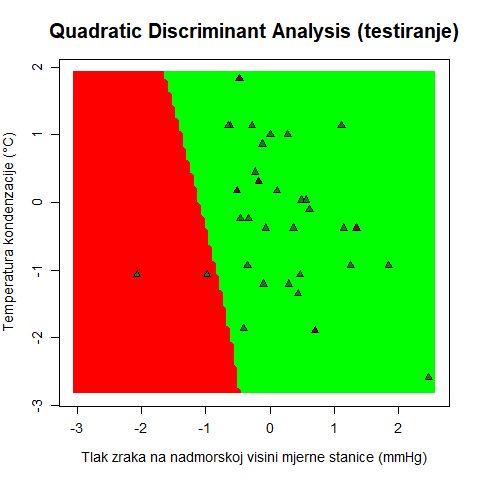 Quadratic Discriminant Analysis (testiranje)
2
1
0
-1
-2
-3
Temperatura kondenzacije (°C)
-3 -2 -1 0 1 2
Tlak zraka na nadmorskoj visini mjerne stanice (mmHg)